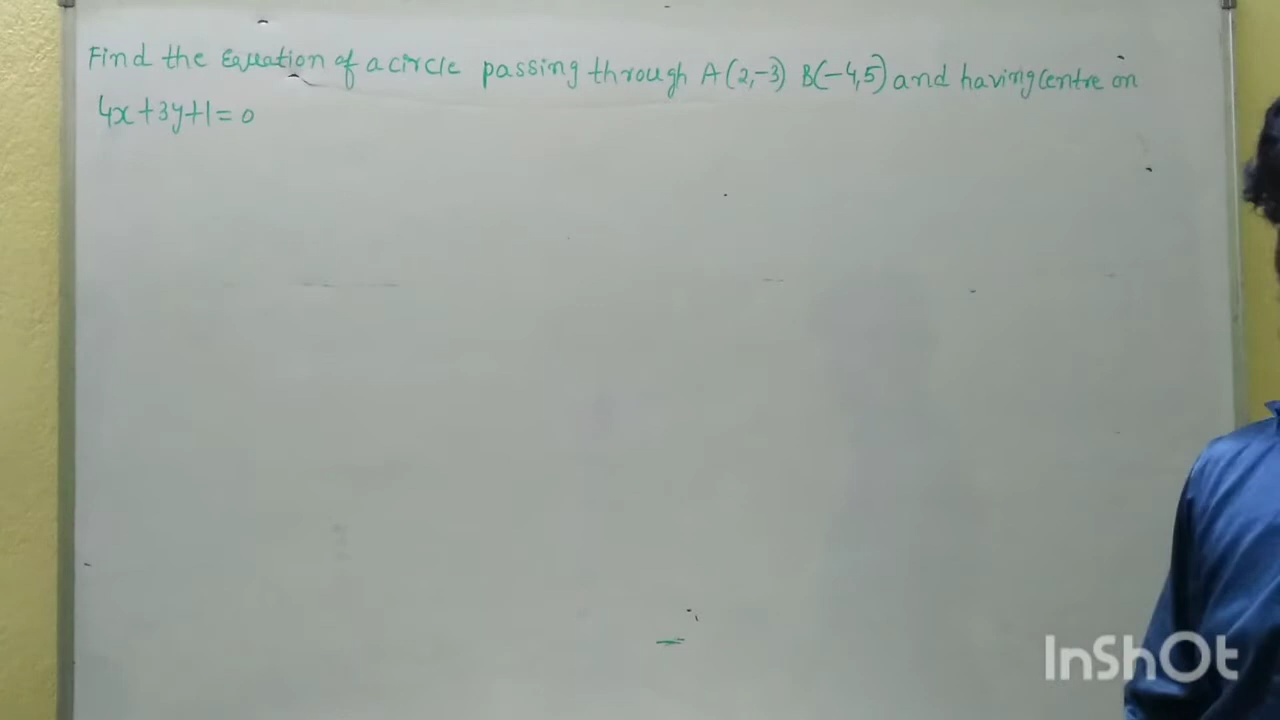 Find the Equation of a circle passing through A(2,-3) B(-4,5) and having centre on
4x+3y+1=0
InShOt